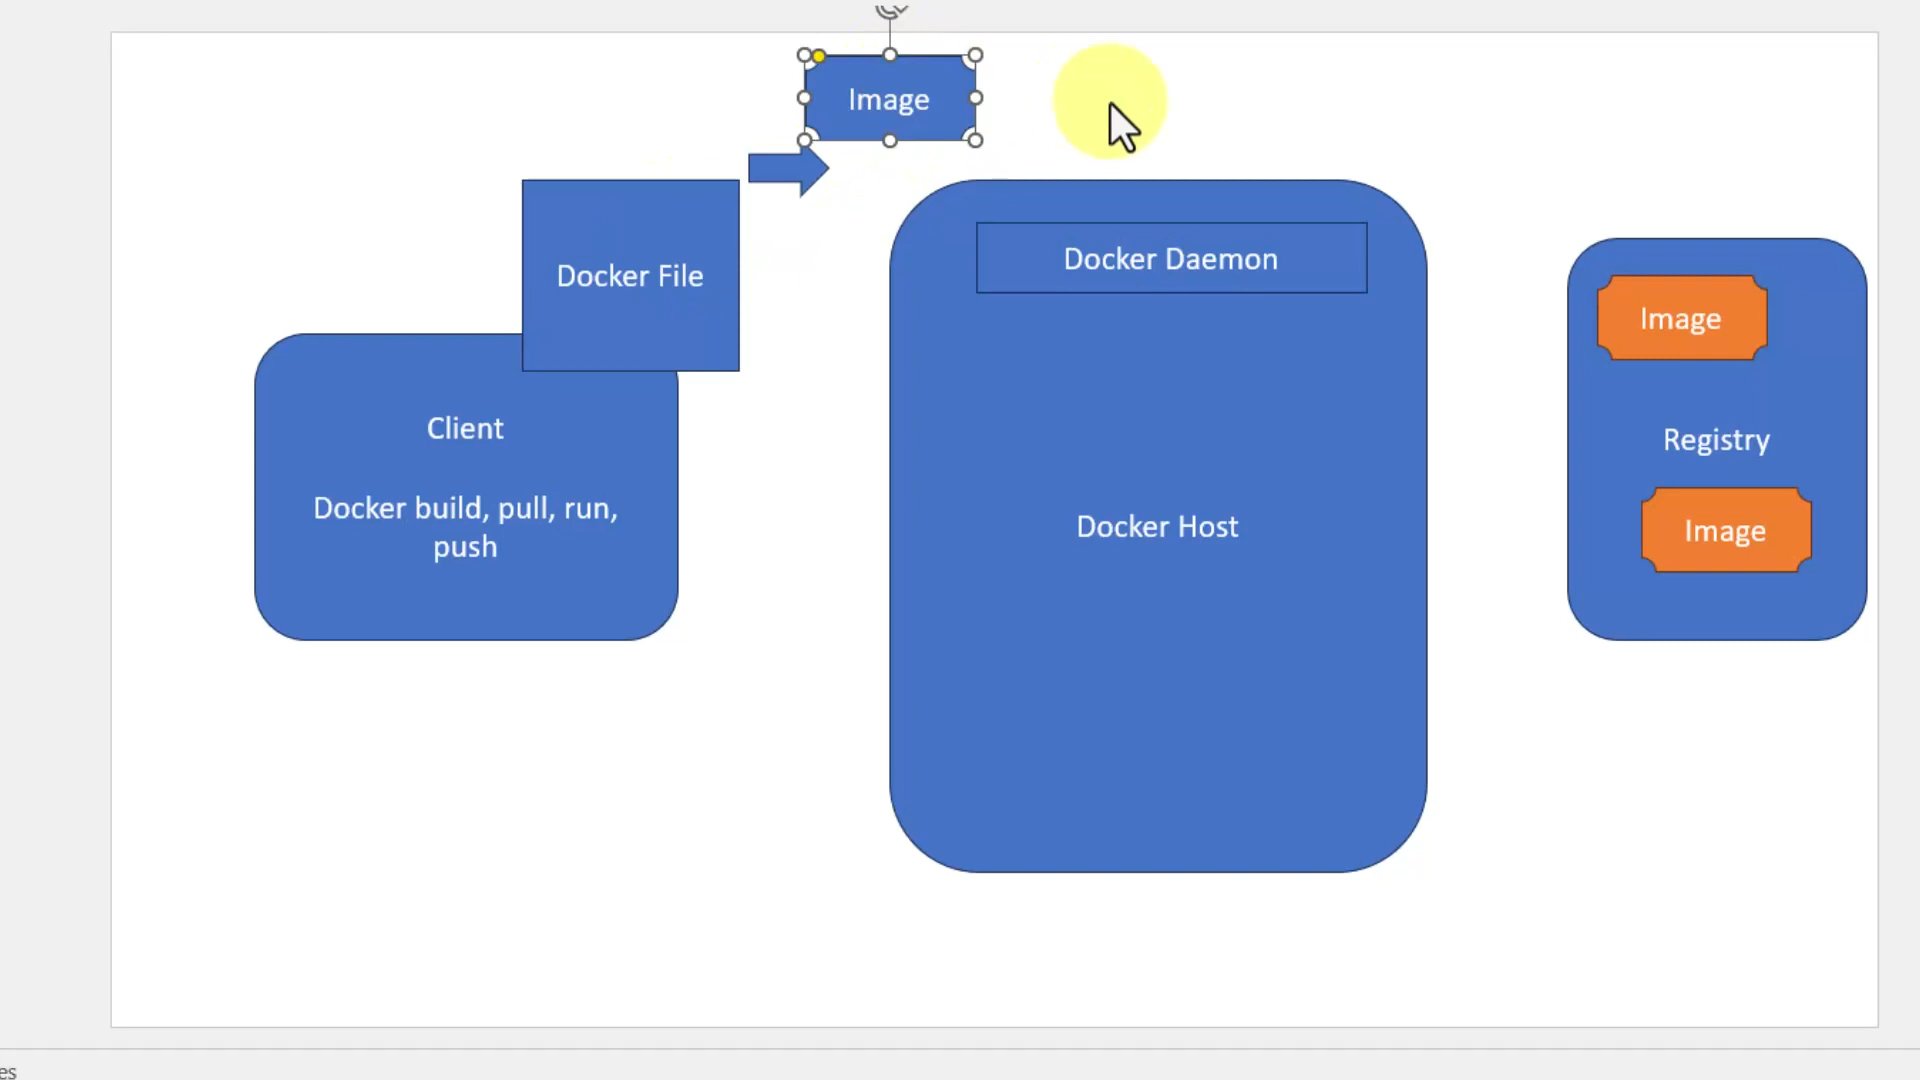 Image
Docker File
Client
Docker build, pull, run,
push
Docker Daemon
Docker Host
Image
Registry
Image
es